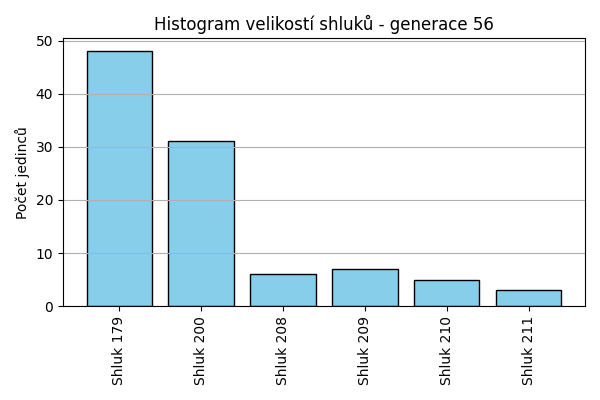 Histogram velikostí shluků - generace 56
Počet jedinců
50
40
30
20
10
0
Shluk 179
Shluk 200
Shluk 208
Shluk 209
Shluk 210
Shluk 211